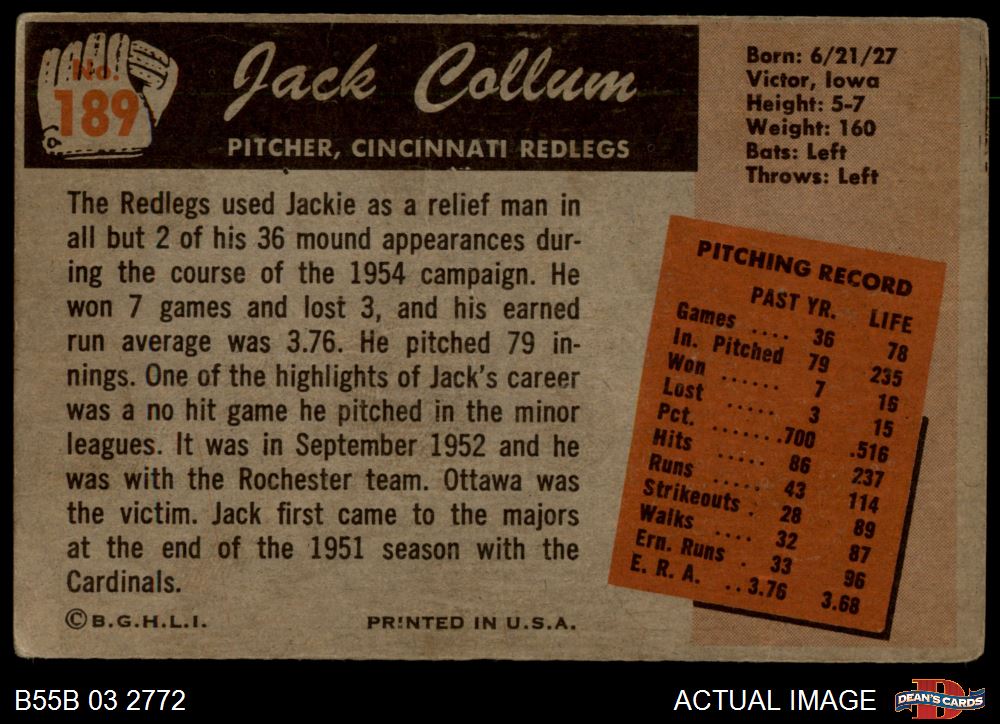 No.
189
Jack Collum
PITCHER, CINCINNATI REDLEGS
Born: 6/21/27
Victor, Iowa
Height: 5-7
Weight: 160
Bats: Left
Throws: Left
The Redlegs used Jackie as a relief man in
all but 2 of his 36 mound appearances dur-
ing the course of the 1954 campaign. He
won 7 games and lost 3, and his earned
run average was 3.76. He pitched 79 in-
nings. One of the highlights of Jack's career
was a no hit game he pitched in the minor
leagues. It was in September 1952 and he
was with the Rochester team. Ottawa was
the victim. Jack first came to the majors
at the end of the 1951 season with the
Cardinals.
©B.G.H.L.I. PRINTED IN U.S.A.
PITCHING RECORD
PAST YR. LIFE
Games .... 36 78
In. Pitched 79 235
Won ...... 7 16
Lost ..... 3 15
Pct. .......700 .516
Hits ..... 86 237
Runs ..... 43 114
Strikeouts . 28 89
Walks .... 32 87
Ern. Runs . 33 96
E. R. A. ..3.76 3.68
B55B 03 2772
ACTUAL IMAGE
DEAN'S CARDS